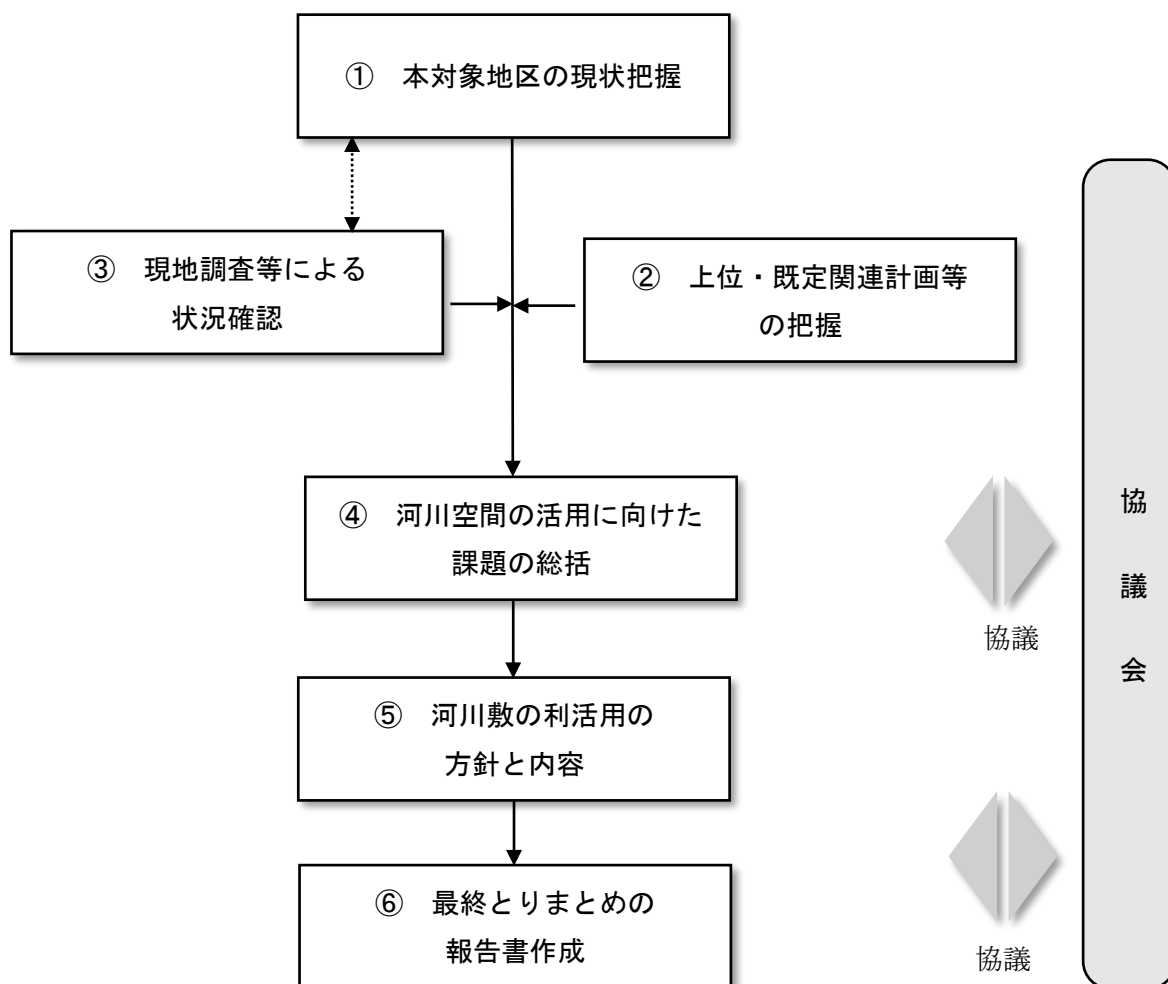 ① 本対象地区の現状把握
③ 現地調査等による
状況確認
② 上位・既定関連計画等
の把握
④ 河川空間の活用に向けた
課題の総括
協議
⑤ 河川敷の利活用の
方針と内容
⑥ 最終とりまとめの
報告書作成
協議
協
議
会